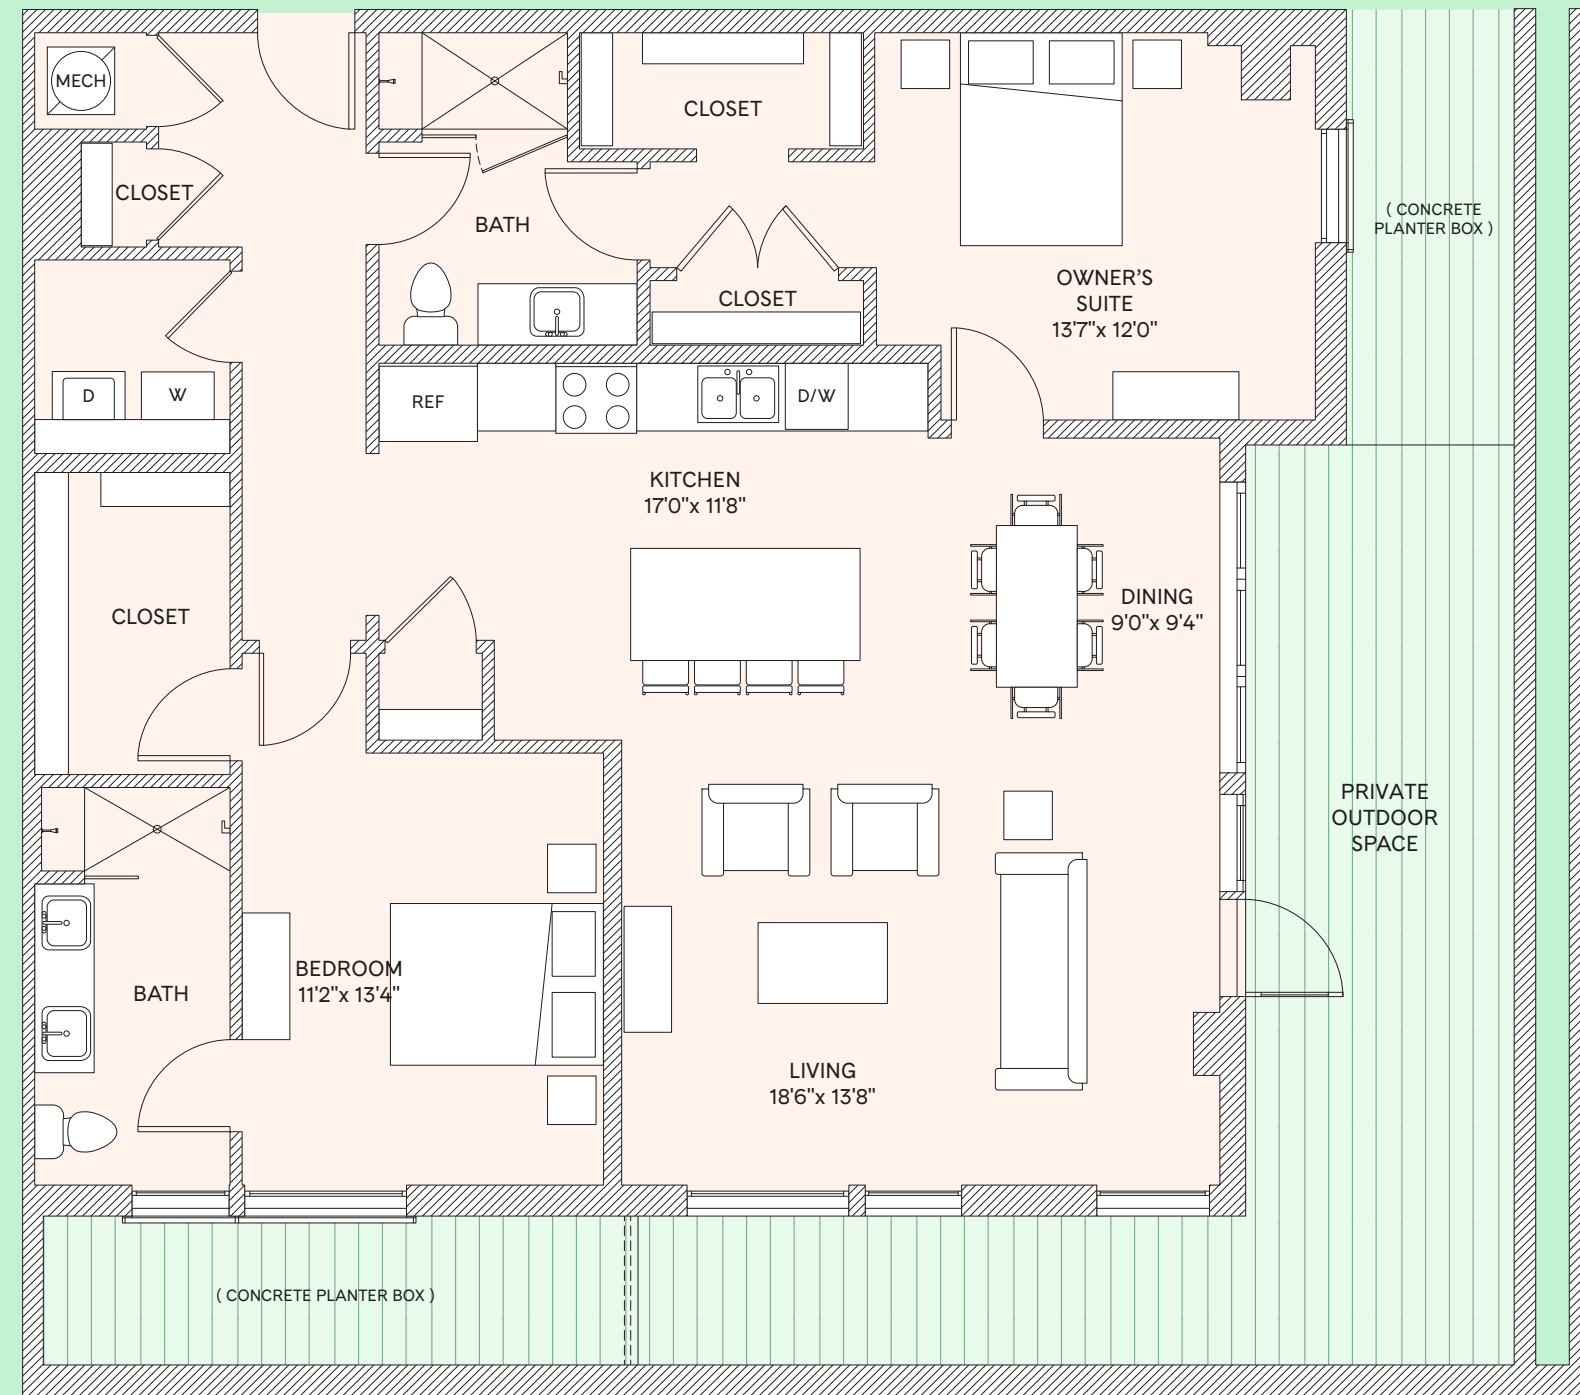 MECH
CLOSET
CLOSET
( CONCRETE
PLANTER BOX )
BATH
CLOSET
OWNER'S
SUITE
13'7"x 12'0"
D
W
REF
D/W
KITCHEN
17'0"x 11'8"
CLOSET
DINING
9'0"x 9'4"
PRIVATE
OUTDOOR
SPACE
BATH
BEDROOM
11'2"x 13'4"
LIVING
18'6"x 13'8"
( CONCRETE PLANTER BOX )